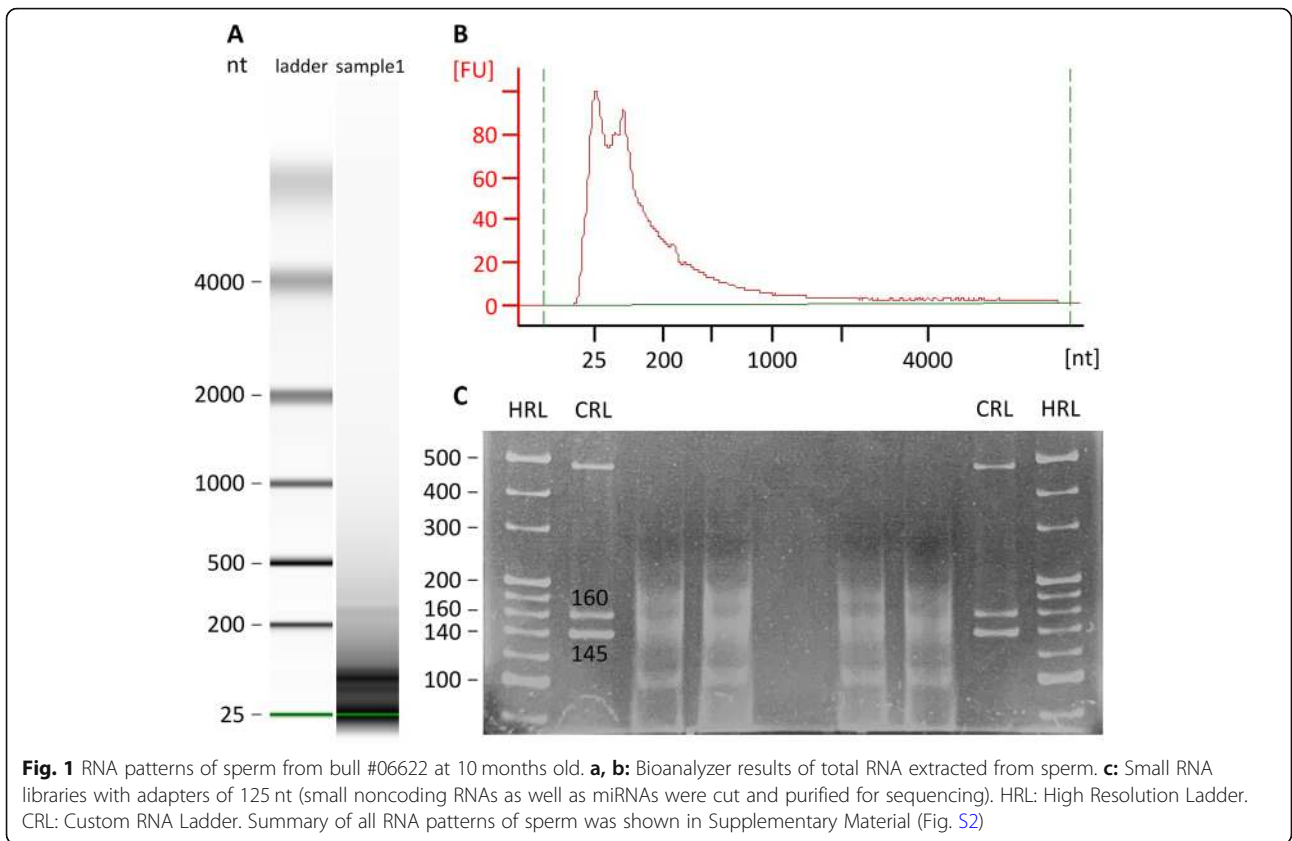 A
nt ladder sample1
4000 –
2000 –
1000 –
500 –
200 –
25 –
B
[FU]
80
60
40
20
0
25 200 1000 4000 [nt]
C
HRL CRL CRL HRL
500 –
400 –
300 –
200 –
160 –
140 –
100 –
160
145
Fig. 1 RNA patterns of sperm from bull #06622 at 10 months old. a, b: Bioanalyzer results of total RNA extracted from sperm. c: Small RNA
libraries with adapters of 125 nt (small noncoding RNAs as well as miRNAs were cut and purified for sequencing). HRL: High Resolution Ladder.
CRL: Custom RNA Ladder. Summary of all RNA patterns of sperm was shown in Supplementary Material (Fig. S2)